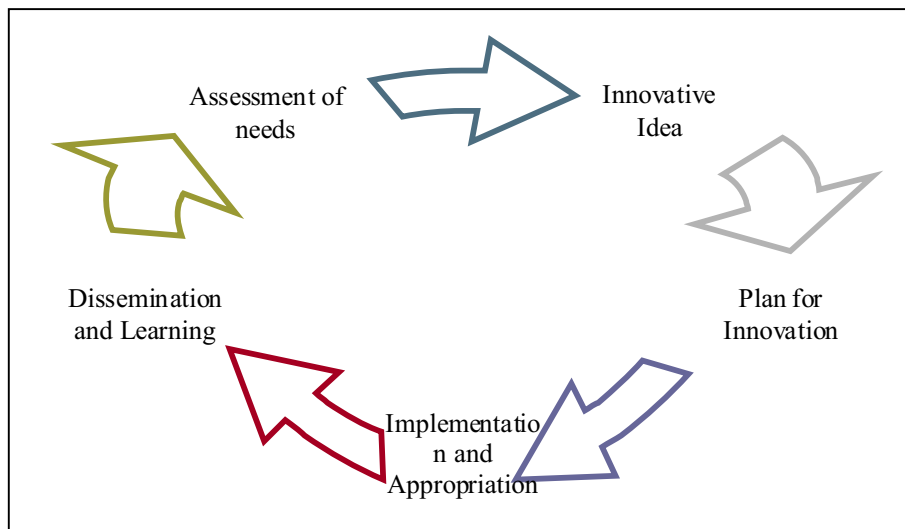 Assessment of
needs
Innovative
Idea
Plan for
Innovation
Implementatio
n and
Appropriation
Dissemination
and Learning